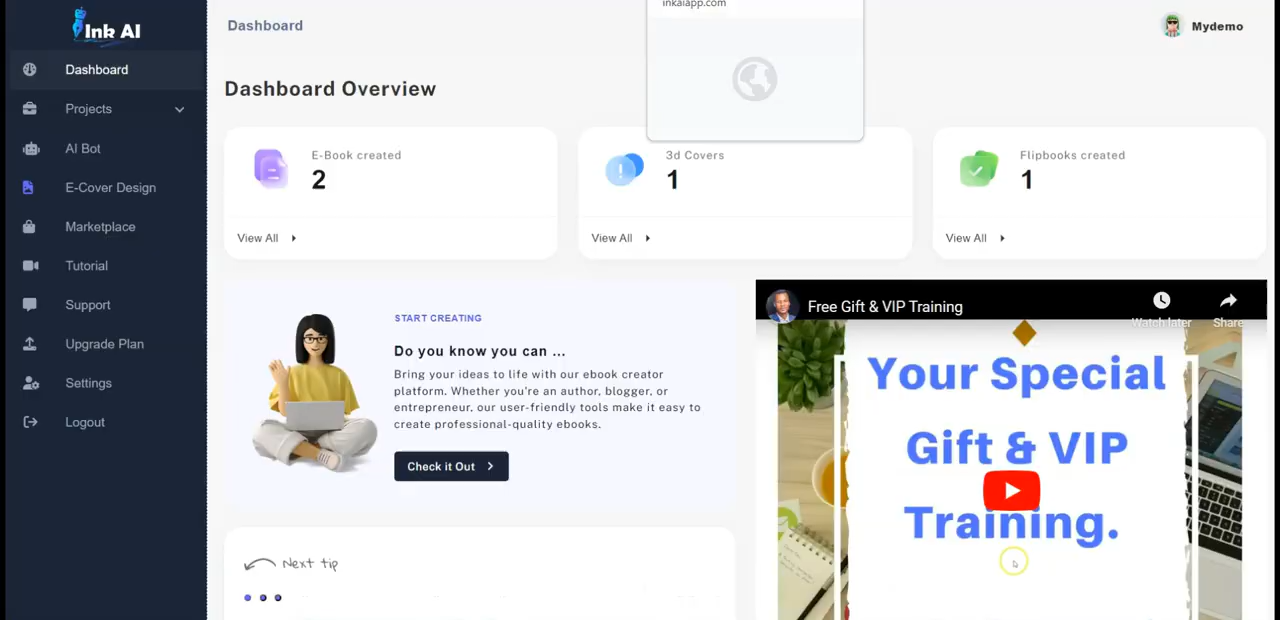 Ink AI
Dashboard
Projects
AI Bot
E-Cover Design
Marketplace
Tutorial
Support
Upgrade Plan
Settings
Logout
Dashboard
inkaiapp.com
Mydemo
Dashboard Overview
E-Book created
2
View All
3d Covers
1
View All
Flipbooks created
1
View All
START CREATING
Do you know you can ...
Bring your ideas to life with our ebook creator
platform. Whether you're an author, blogger, or
entrepreneur, our user-friendly tools make it easy to
create professional-quality ebooks.
Check it Out
Next tip
Free Gift & VIP Training
Watch later
Share
Your Special
Gift & VIP
Training.